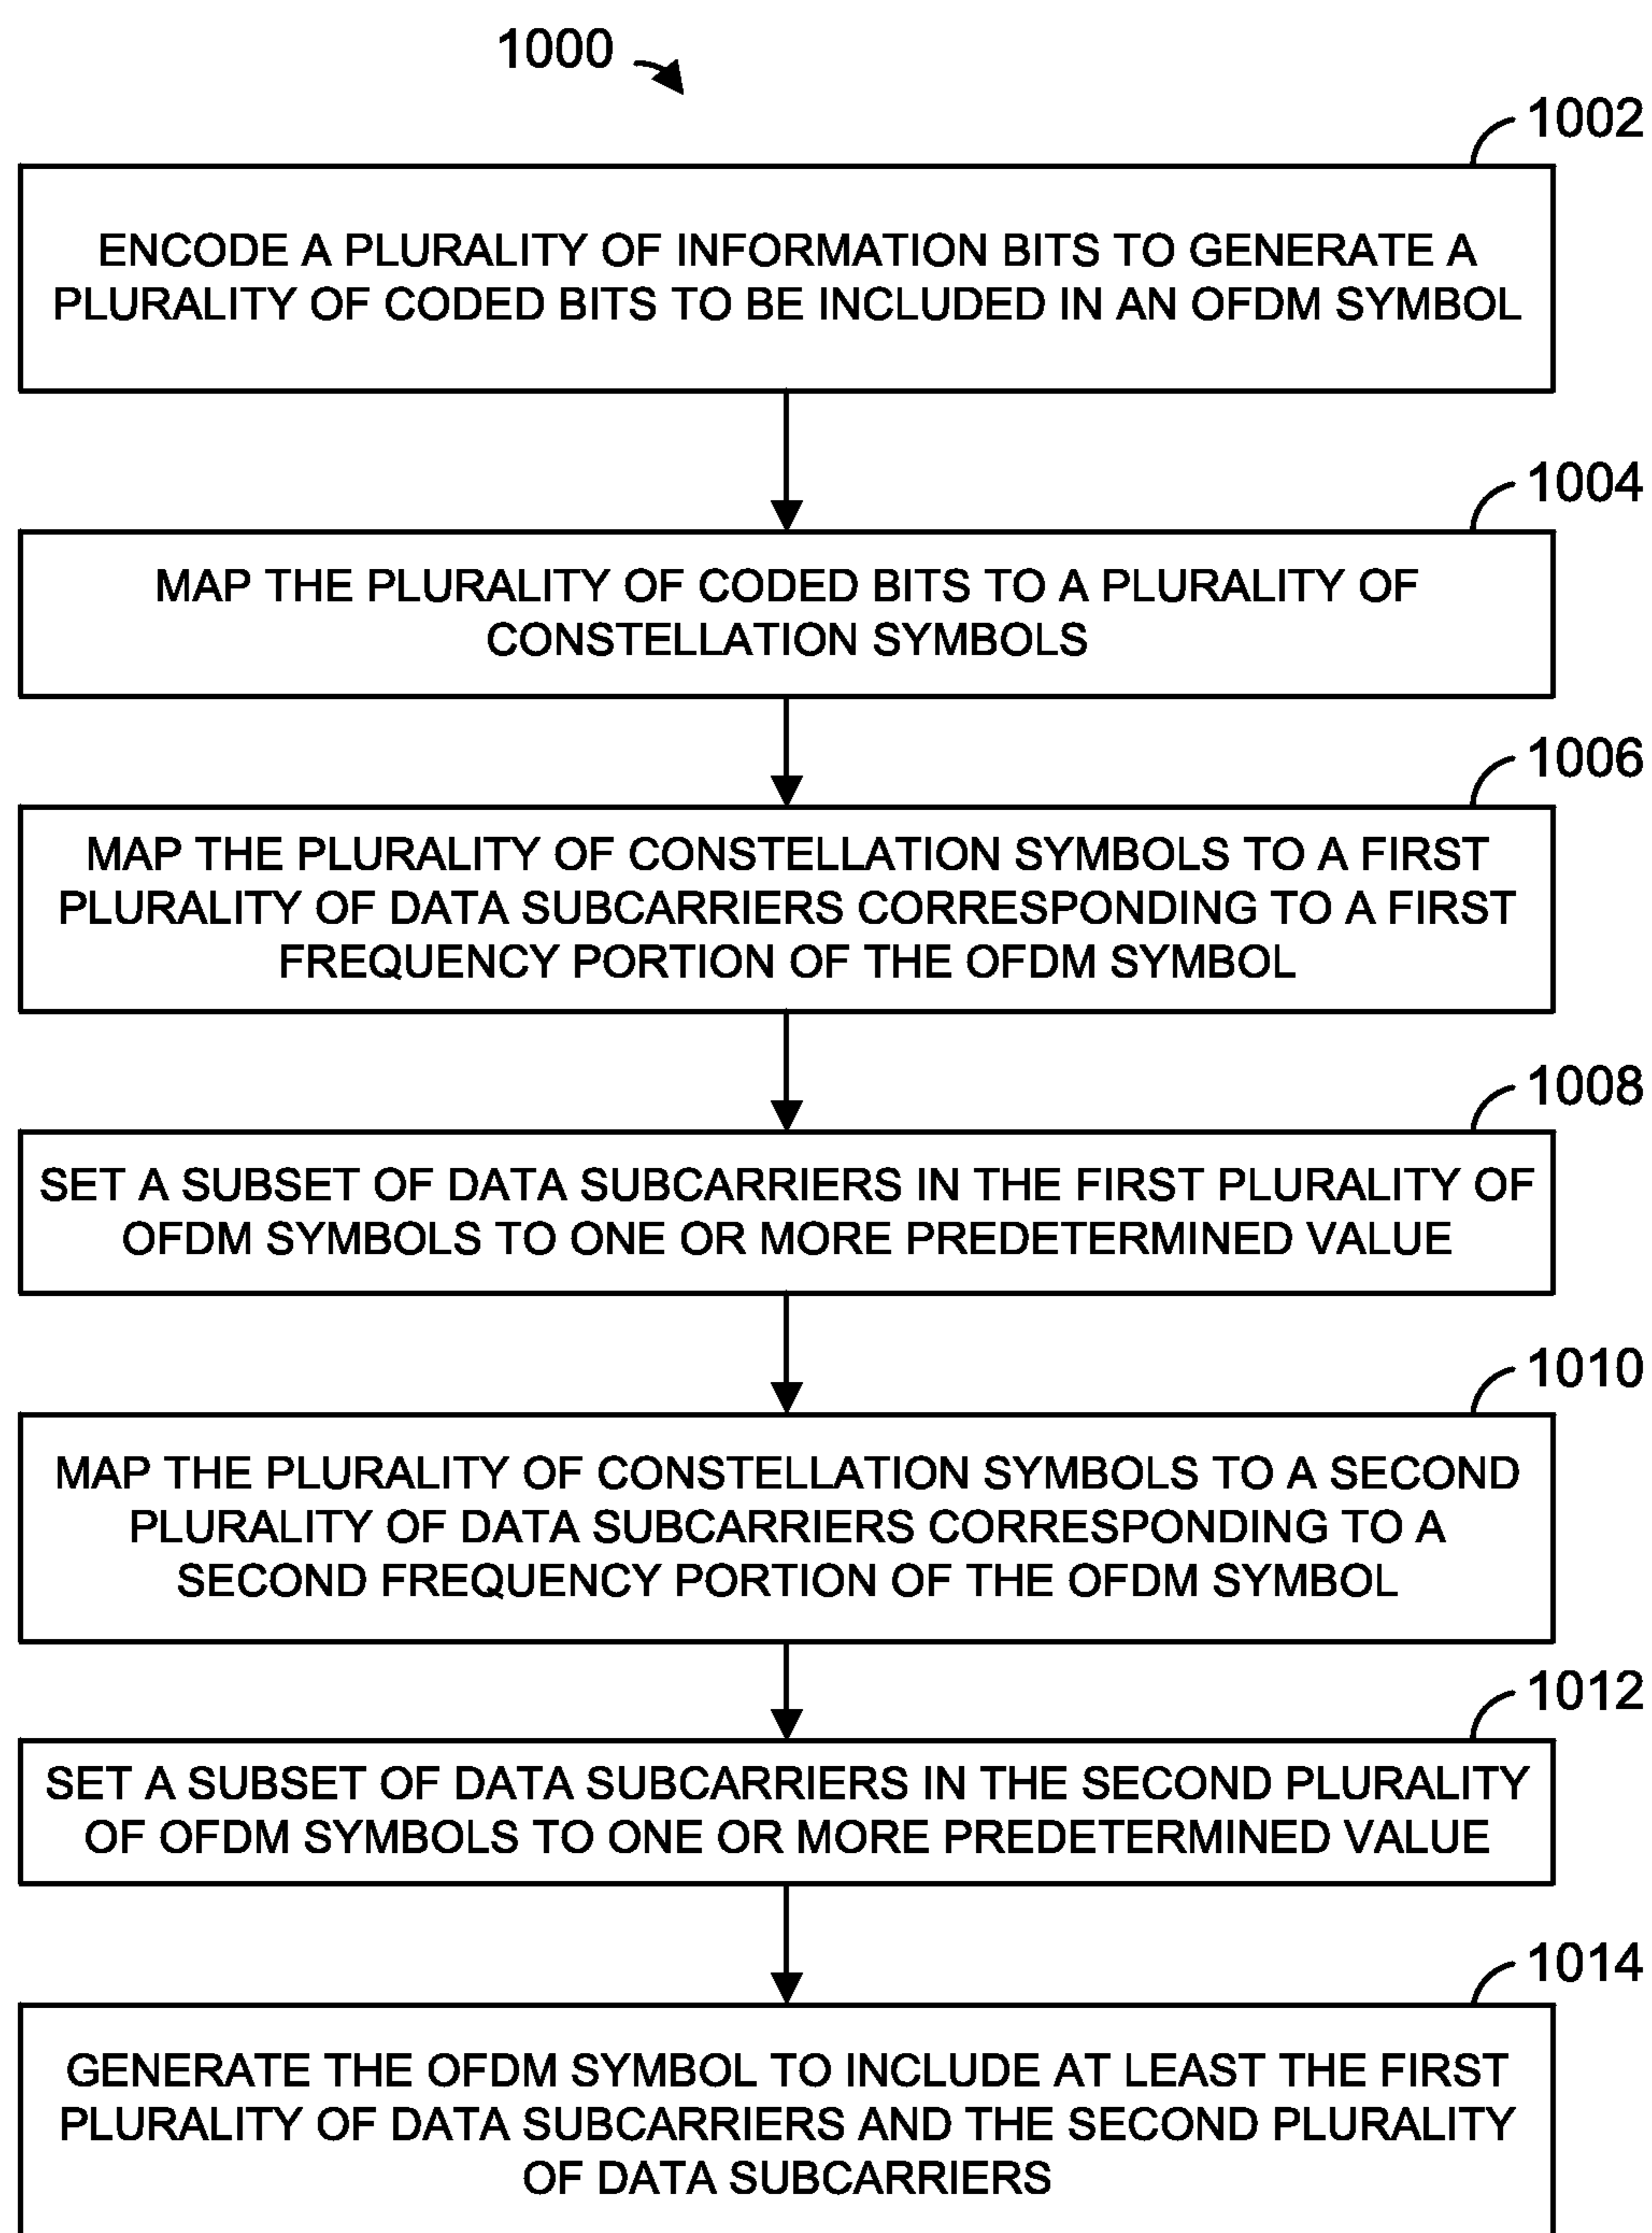 1000
1002
ENCODE A PLURALITY OF INFORMATION BITS TO GENERATE A
PLURALITY OF CODED BITS TO BE INCLUDED IN AN OFDM SYMBOL
1004
MAP THE PLURALITY OF CODED BITS TO A PLURALITY OF
CONSTELLATION SYMBOLS
1006
MAP THE PLURALITY OF CONSTELLATION SYMBOLS TO A FIRST
PLURALITY OF DATA SUBCARRIERS CORRESPONDING TO A FIRST
FREQUENCY PORTION OF THE OFDM SYMBOL
1008
SET A SUBSET OF DATA SUBCARRIERS IN THE FIRST PLURALITY OF
OFDM SYMBOLS TO ONE OR MORE PREDETERMINED VALUE
1010
MAP THE PLURALITY OF CONSTELLATION SYMBOLS TO A SECOND
PLURALITY OF DATA SUBCARRIERS CORRESPONDING TO A
SECOND FREQUENCY PORTION OF THE OFDM SYMBOL
1012
SET A SUBSET OF DATA SUBCARRIERS IN THE SECOND PLURALITY
OF OFDM SYMBOLS TO ONE OR MORE PREDETERMINED VALUE
1014
GENERATE THE OFDM SYMBOL TO INCLUDE AT LEAST THE FIRST
PLURALITY OF DATA SUBCARRIERS AND THE SECOND PLURALITY
OF DATA SUBCARRIERS